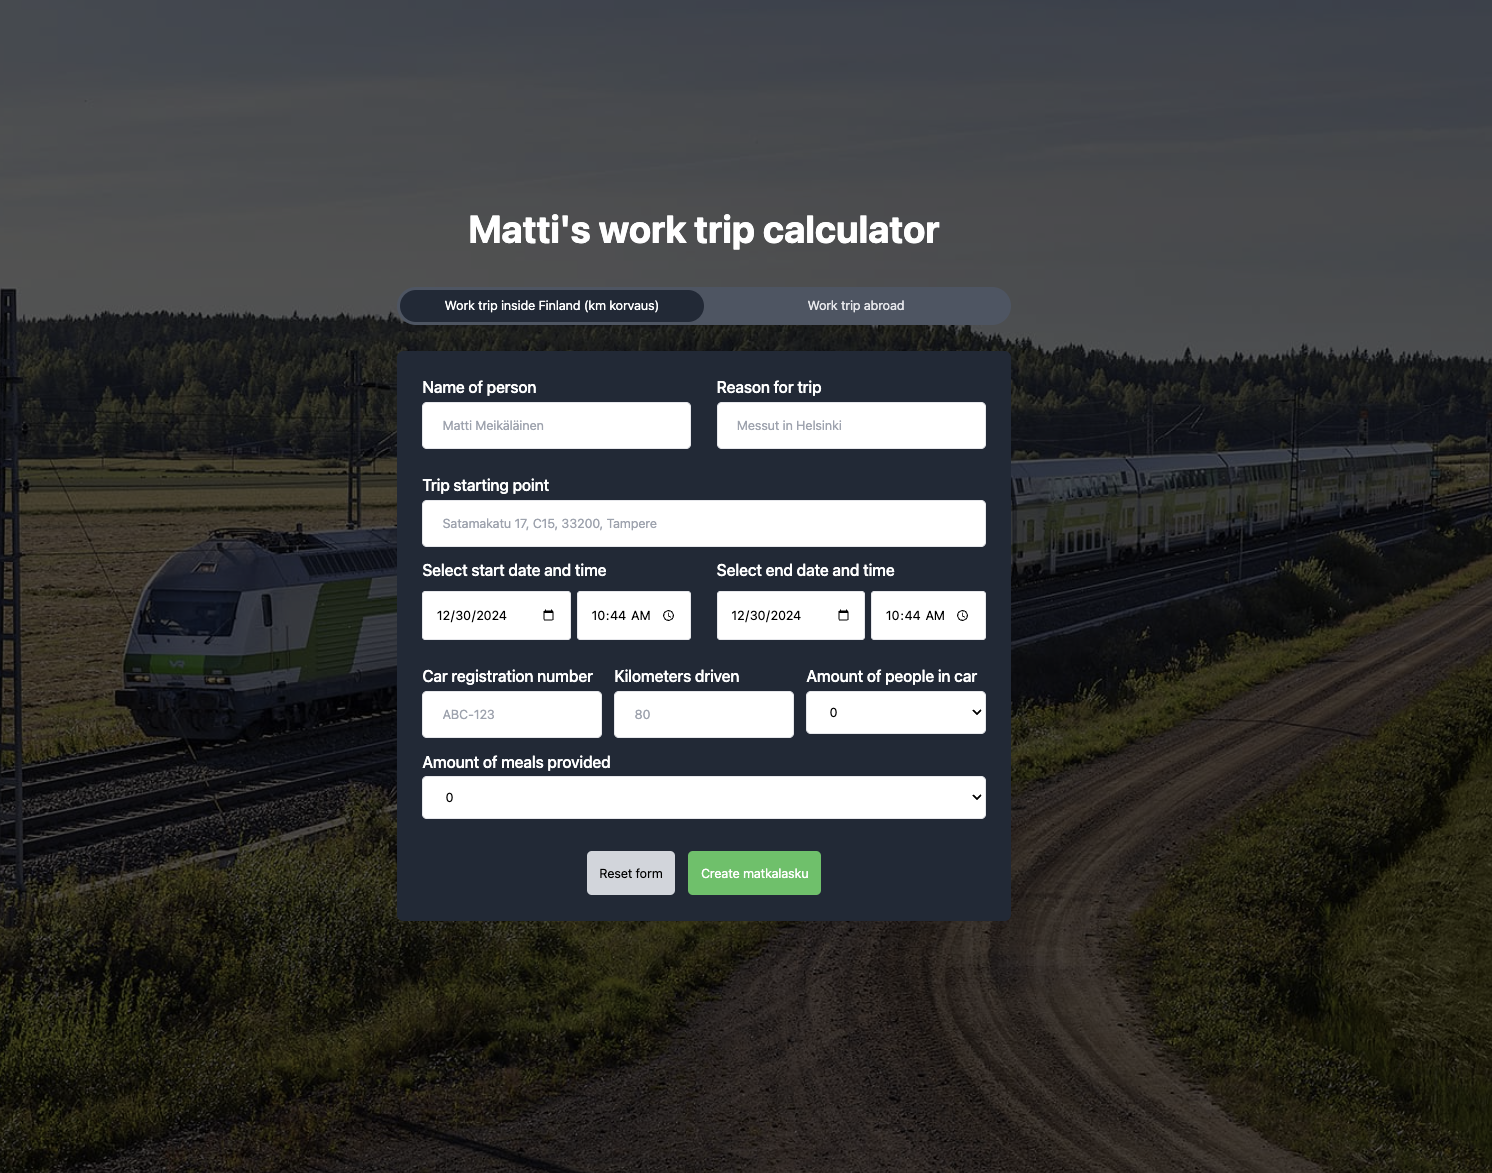 Matti's work trip calculator
Work trip inside Finland (km korvaus) Work trip abroad
Name of person Reason for trip
Matti Meikäläinen Messut in Helsinki
Trip starting point
Satamakatu 17, C15, 33200, Tampere
Select start date and time Select end date and time
12/30/2024 10:44 AM 12/30/2024 10:44 AM
Car registration number Kilometers driven Amount of people in car
ABC-123 80 0
Amount of meals provided
0
Reset form Create matkalasku
VR